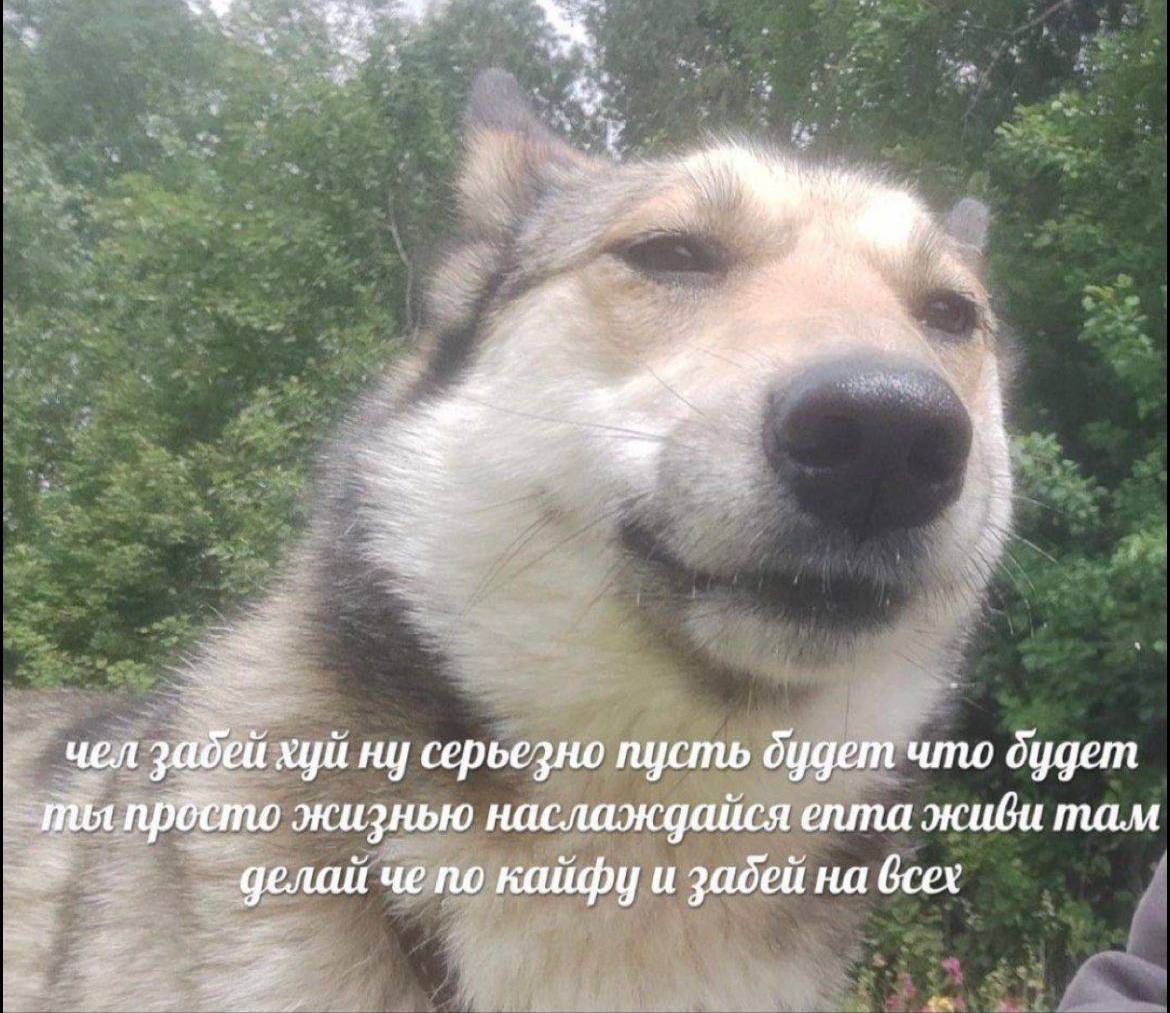 чел забей хуй ну серьезно пусть будет что будет
ты просто жизнью наслаждайся епта живи там
делай че по кайфу и забей на всех